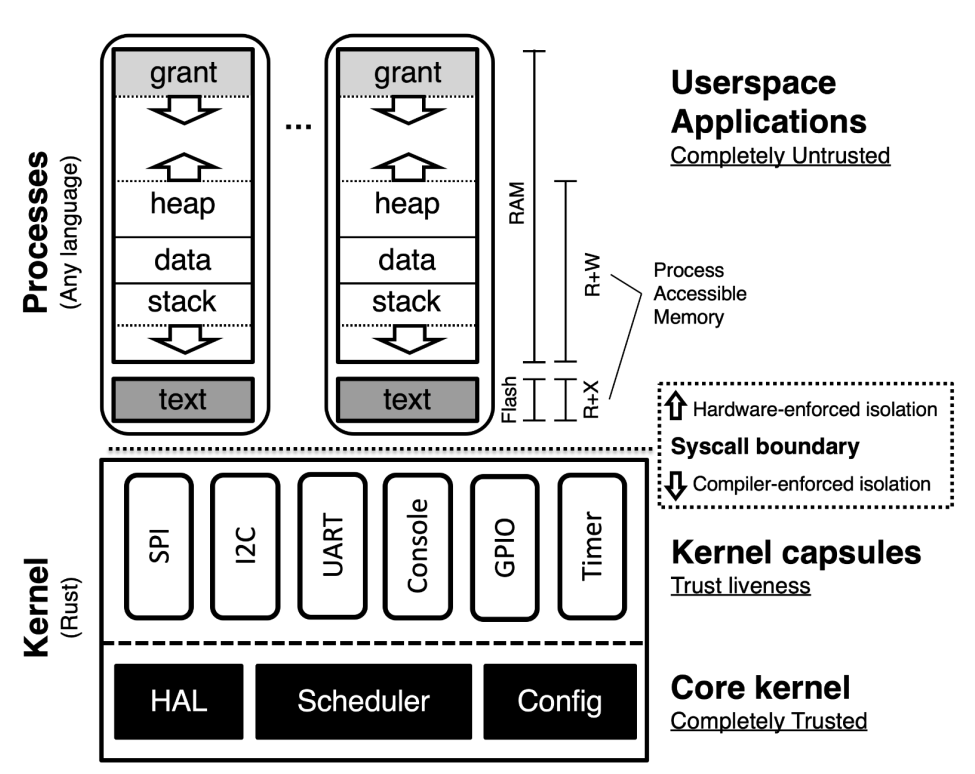 grant
heap
data
stack
text
...
grant
heap
data
stack
text
RAM
Flash
R+W
R+X
Process
Accessible
Memory
Processes
(Any language)
Userspace
Applications
Completely Untrusted
Hardware-enforced isolation
Syscall boundary
Compiler-enforced isolation
Kernel
(Rust)
SPI
I2C
UART
Console
GPIO
Timer
Kernel capsules
Trust liveness
HAL
Scheduler
Config
Core kernel
Completely Trusted